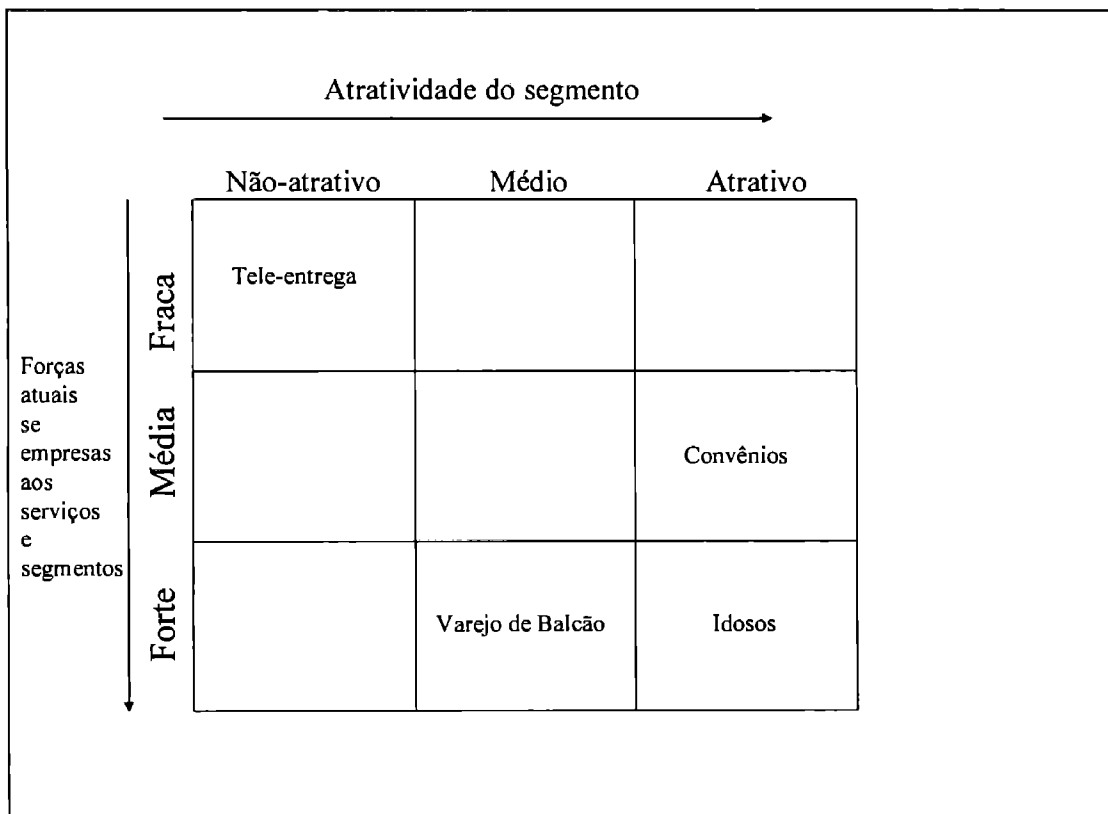 Atratividade do segmento
Não-atrativo Médio Atrativo
Fraca
Tele-entrega
Forças
atuais
se
empresas
aos
serviços
e
segmentos
Média
Convênios
Forte
Varejo de Balcão Idosos